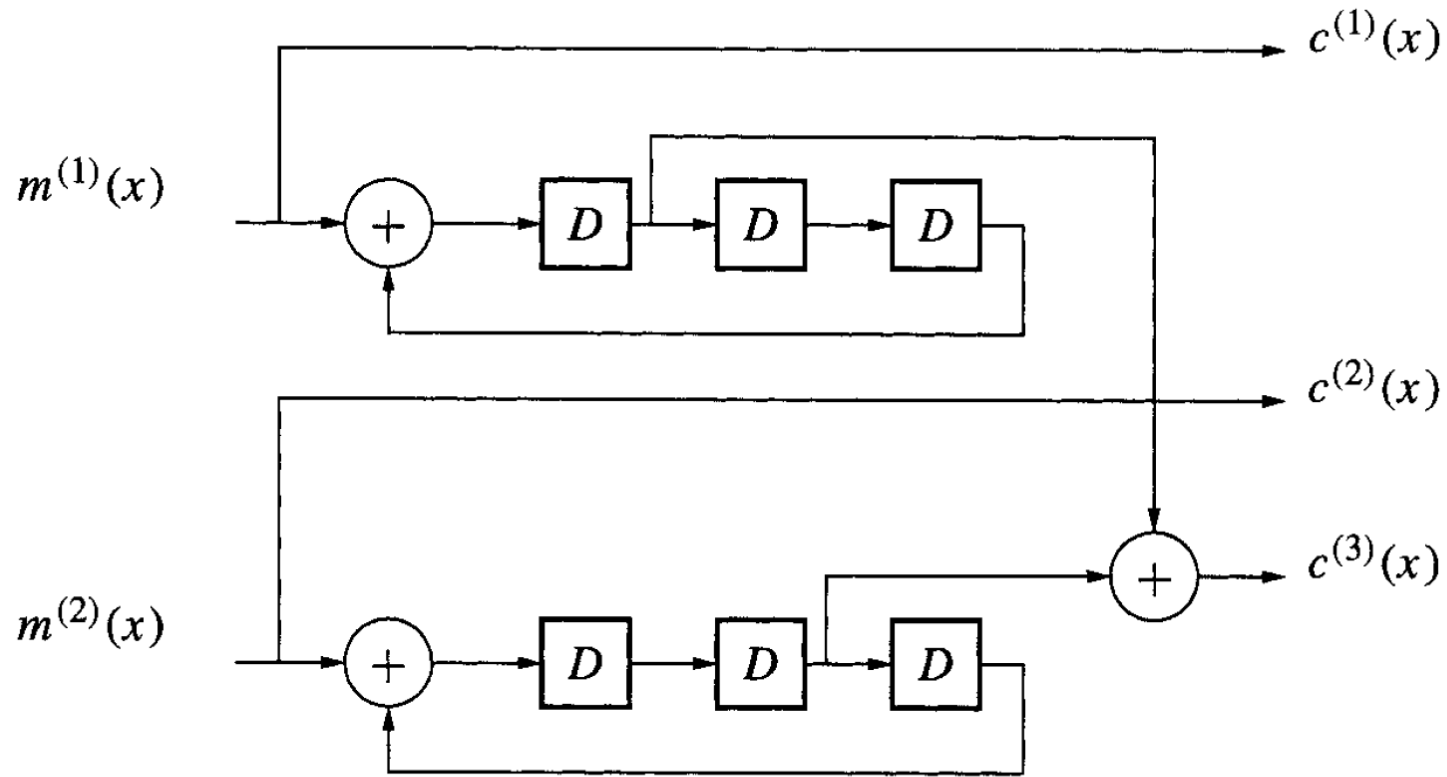 c^{(1)}(x)
m^{(1)}(x)
+ D D D
c^{(2)}(x)
+ c^{(3)}(x)
m^{(2)}(x)
+ D D D